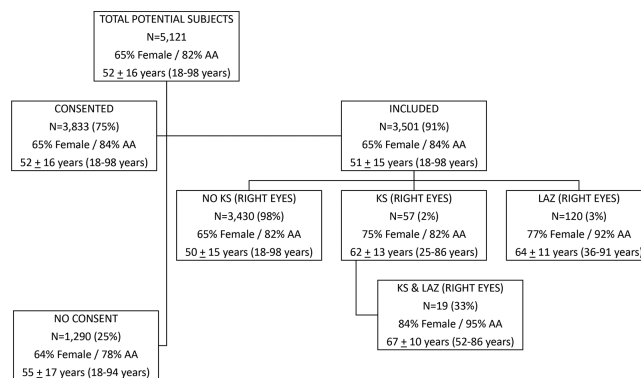 TOTAL POTENTIAL SUBJECTS
N=5,121
65% Female / 82% AA
52 ± 16 years (18-98 years)
CONSENTED
N=3,833 (75%)
65% Female / 84% AA
52 ± 16 years (18-98 years)
INCLUDED
N=3,501 (91%)
65% Female / 84% AA
51 ± 15 years (18-98 years)
NO KS (RIGHT EYES)
N=3,430 (98%)
65% Female / 82% AA
50 ± 15 years (18-98 years)
KS (RIGHT EYES)
N=57 (2%)
75% Female / 82% AA
62 ± 13 years (25-86 years)
LAZ (RIGHT EYES)
N=120 (3%)
77% Female / 92% AA
64 ± 11 years (36-91 years)
KS & LAZ (RIGHT EYES)
N=19 (33%)
84% Female / 95% AA
67 ± 10 years (52-86 years)
NO CONSENT
N=1,290 (25%)
64% Female / 78% AA
55 ± 17 years (18-94 years)